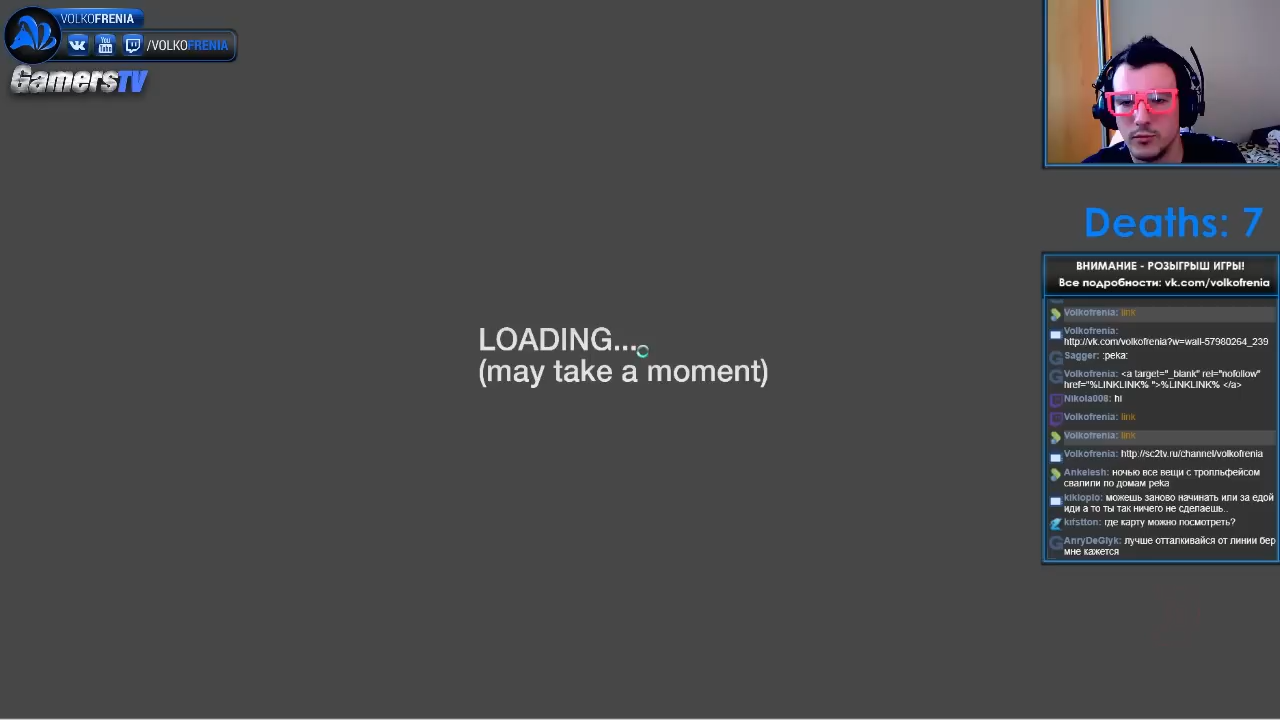 VOLKOFRENIA
/VOLKOFRENIA
GAMERSTV
LOADING...
(may take a moment)
Deaths: 7
ВНИМАНИЕ - РОЗЫГРЫШ ИГРЫ!
Все подробности: vk.com/volkofrenia
Volkofrenia: link
Volkofrenia:
http://vk.com/volkofrenia?w=wall-57980264_239
Sagger: :peka:
Volkofrenia: <a target="_blank" rel="nofollow"
href="%LINKLINK% ">%LINKLINK% </a>
Nikola008: hi
Volkofrenia: link
Volkofrenia: link
Volkofrenia: http://sc2tv.ru/channel/volkofrenia
Ankelesh: ночью все вещи с тролльфейсом
свалили по домам peka
kikloplo: можешь заново начинать или за едой
иди а то ты так ничего не сделаешь..
kirstton: где карту можно посмотреть?
AnryDeGlyk: лучше отталкивайся от линии бер
мне кажется